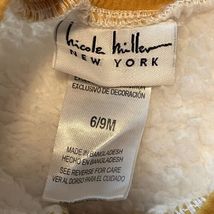 nicole miller
NEW YORK
EXCLUSIVO DE DECORACIÓN
6/9M
MADE IN BANGLADESH
HECHO EN BANGLADESH
SEE REVERSE FOR CARE
VER AL DORSO PARA EL CUIDADO